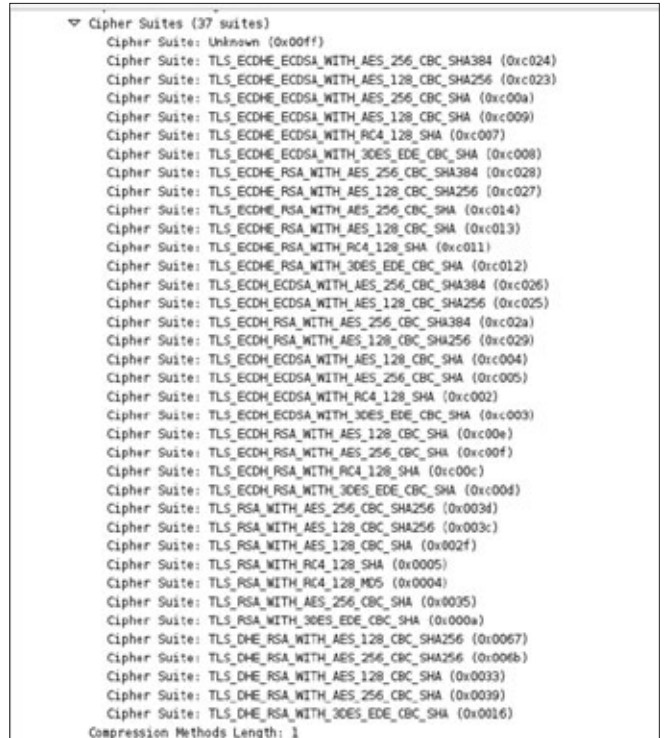 Cipher Suites (37 suites)
Cipher Suite: Unknown (0x00ff)
Cipher Suite: TLS_ECDHE_ECDSA_WITH_AES_256_CBC_SHA384 (0xc024)
Cipher Suite: TLS_ECDHE_ECDSA_WITH_AES_128_CBC_SHA256 (0xc023)
Cipher Suite: TLS_ECDHE_ECDSA_WITH_AES_256_CBC_SHA (0xc00a)
Cipher Suite: TLS_ECDHE_ECDSA_WITH_AES_128_CBC_SHA (0xc009)
Cipher Suite: TLS_ECDHE_ECDSA_WITH_RC4_128_SHA (0xc007)
Cipher Suite: TLS_ECDHE_ECDSA_WITH_3DES_EDE_CBC_SHA (0xc008)
Cipher Suite: TLS_ECDHE_RSA_WITH_AES_256_CBC_SHA384 (0xc028)
Cipher Suite: TLS_ECDHE_RSA_WITH_AES_128_CBC_SHA256 (0xc027)
Cipher Suite: TLS_ECDHE_RSA_WITH_AES_256_CBC_SHA (0xc014)
Cipher Suite: TLS_ECDHE_RSA_WITH_AES_128_CBC_SHA (0xc013)
Cipher Suite: TLS_ECDHE_RSA_WITH_RC4_128_SHA (0xc011)
Cipher Suite: TLS_ECDHE_RSA_WITH_3DES_EDE_CBC_SHA (0xc012)
Cipher Suite: TLS_ECDH_ECDSA_WITH_AES_256_CBC_SHA384 (0xc026)
Cipher Suite: TLS_ECDH_ECDSA_WITH_AES_128_CBC_SHA256 (0xc025)
Cipher Suite: TLS_ECDH_RSA_WITH_AES_256_CBC_SHA384 (0xc02a)
Cipher Suite: TLS_ECDH_RSA_WITH_AES_128_CBC_SHA256 (0xc029)
Cipher Suite: TLS_ECDH_ECDSA_WITH_AES_128_CBC_SHA (0xc004)
Cipher Suite: TLS_ECDH_ECDSA_WITH_AES_256_CBC_SHA (0xc005)
Cipher Suite: TLS_ECDH_ECDSA_WITH_RC4_128_SHA (0xc002)
Cipher Suite: TLS_ECDH_ECDSA_WITH_3DES_EDE_CBC_SHA (0xc003)
Cipher Suite: TLS_ECDH_RSA_WITH_AES_128_CBC_SHA (0xc00e)
Cipher Suite: TLS_ECDH_RSA_WITH_AES_256_CBC_SHA (0xc00f)
Cipher Suite: TLS_ECDH_RSA_WITH_RC4_128_SHA (0xc00c)
Cipher Suite: TLS_ECDH_RSA_WITH_3DES_EDE_CBC_SHA (0xc00d)
Cipher Suite: TLS_RSA_WITH_AES_256_CBC_SHA256 (0x003d)
Cipher Suite: TLS_RSA_WITH_AES_128_CBC_SHA256 (0x003c)
Cipher Suite: TLS_RSA_WITH_AES_128_CBC_SHA (0x002f)
Cipher Suite: TLS_RSA_WITH_RC4_128_SHA (0x0005)
Cipher Suite: TLS_RSA_WITH_RC4_128_MD5 (0x0004)
Cipher Suite: TLS_RSA_WITH_AES_256_CBC_SHA (0x0035)
Cipher Suite: TLS_RSA_WITH_3DES_EDE_CBC_SHA (0x000a)
Cipher Suite: TLS_DHE_RSA_WITH_AES_128_CBC_SHA256 (0x0067)
Cipher Suite: TLS_DHE_RSA_WITH_AES_256_CBC_SHA256 (0x006b)
Cipher Suite: TLS_DHE_RSA_WITH_AES_128_CBC_SHA (0x0033)
Cipher Suite: TLS_DHE_RSA_WITH_AES_256_CBC_SHA (0x0039)
Cipher Suite: TLS_DHE_RSA_WITH_3DES_EDE_CBC_SHA (0x0016)
Compression Methods Length: 1